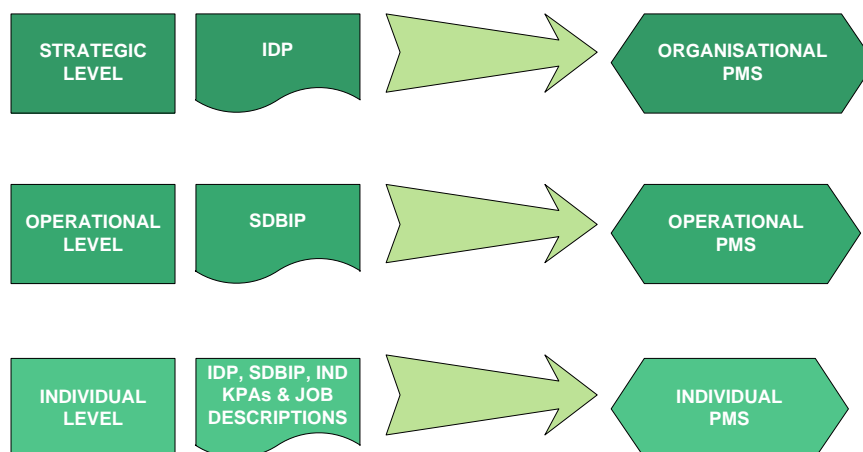 STRATEGIC
LEVEL
IDP
ORGANISATIONAL
PMS
OPERATIONAL
LEVEL
SDBIP
OPERATIONAL
PMS
INDIVIDUAL
LEVEL
IDP, SDBIP, IND
KPAs & JOB
DESCRIPTIONS
INDIVIDUAL
PMS